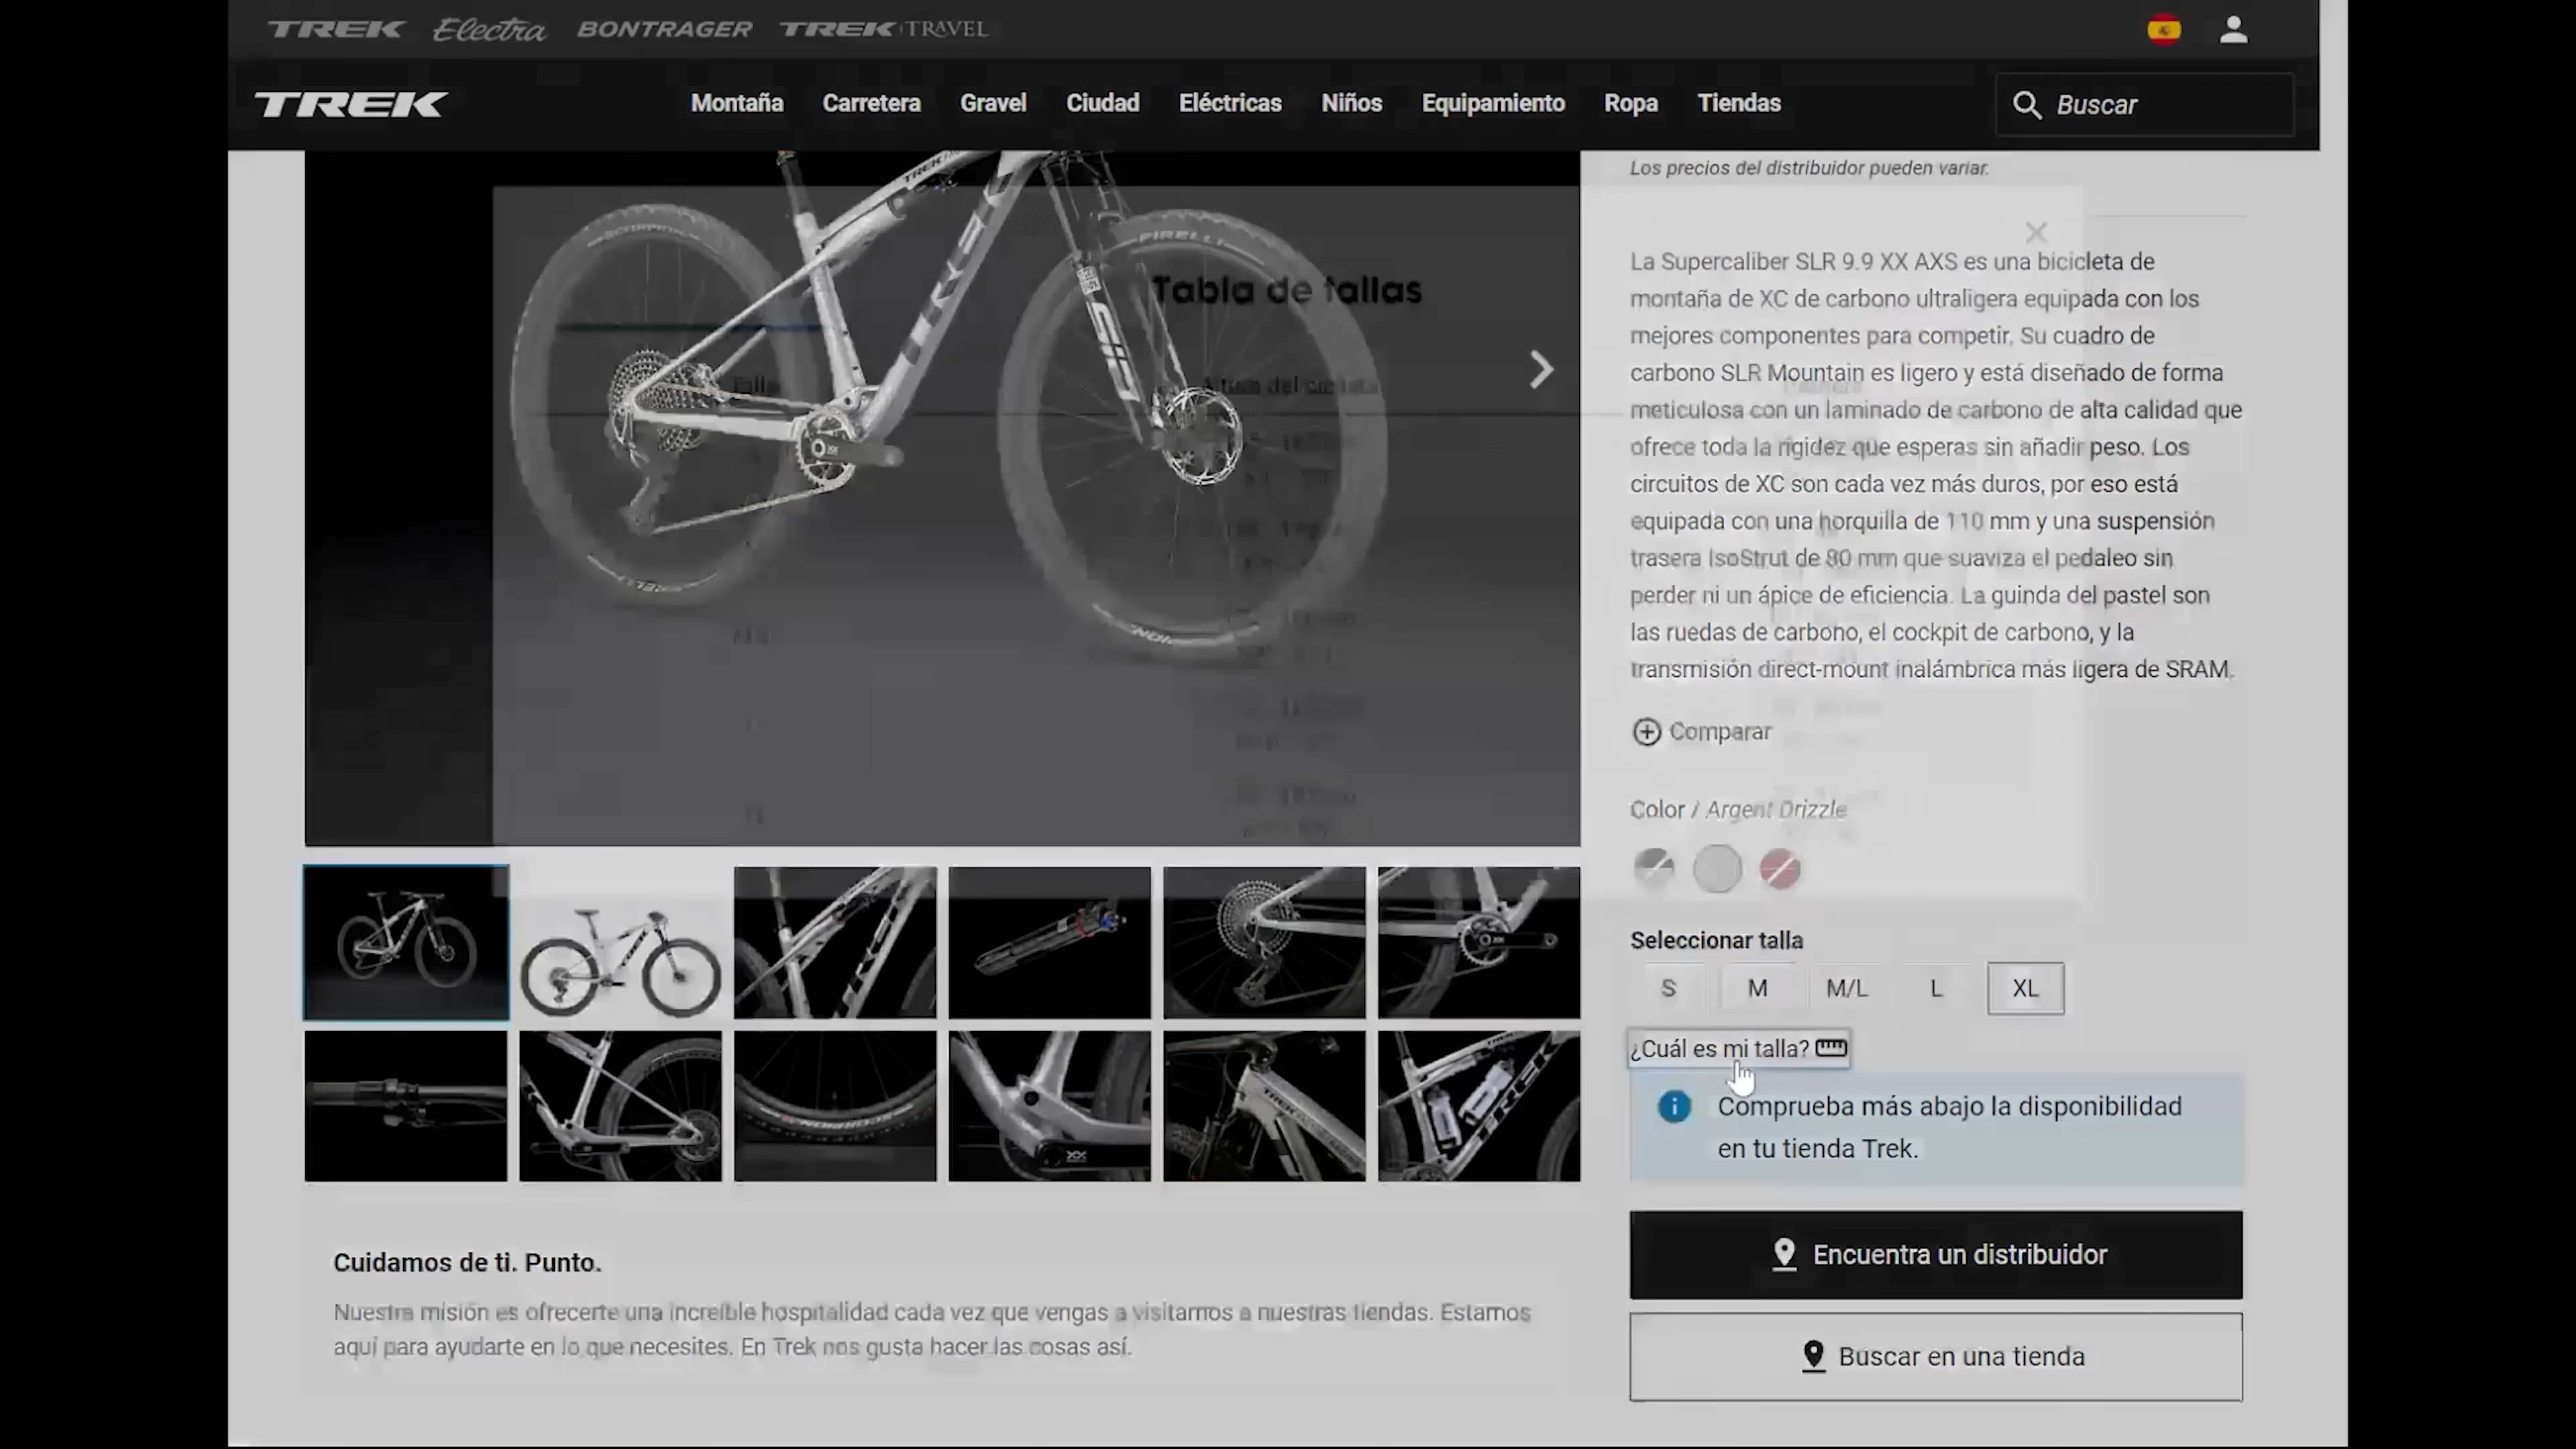 TREK Electra BONTRAGER TREK TRAVEL
TREK Montaña Carretera Gravel Ciudad Eléctricas Niños Equipamiento Ropa Tiendas Buscar
Los precios del distribuidor pueden variar.
La Supercaliber SLR 9.9 XX AXS es una bicicleta de
montaña de XC de carbono ultraligera equipada con los
mejores componentes para competir. Su cuadro de
carbono SLR Mountain es ligero y está diseñado de forma
meticulosa con un laminado de carbono de alta calidad que
ofrece toda la rigidez que esperas sin añadir peso. Los
circuitos de XC son cada vez más duros, por eso está
equipada con una horquilla de 110 mm y una suspensión
trasera IsoStrut de 80 mm que suaviza el pedaleo sin
perder ni un ápice de eficiencia. La guinda del pastel son
las ruedas de carbono, el cockpit de carbono, y la
transmisión direct-mount inalámbrica más ligera de SRAM.
Tabla de tallas
Talla
SCORPION
PIRELLI
TREK
SID
XX
Comparar
Color / Argent Drizzle
Seleccionar talla
S M M/L L XL
¿Cuál es mi talla?
Comprueba más abajo la disponibilidad
en tu tienda Trek.
Encuentra un distribuidor
Buscar en una tienda
Cuidamos de ti. Punto.
Nuestra misión es ofrecerte una increíble hospitalidad cada vez que vengas a visitarnos a nuestras tiendas. Estamos
aquí para ayudarte en lo que necesites. En Trek nos gusta hacer las cosas así.